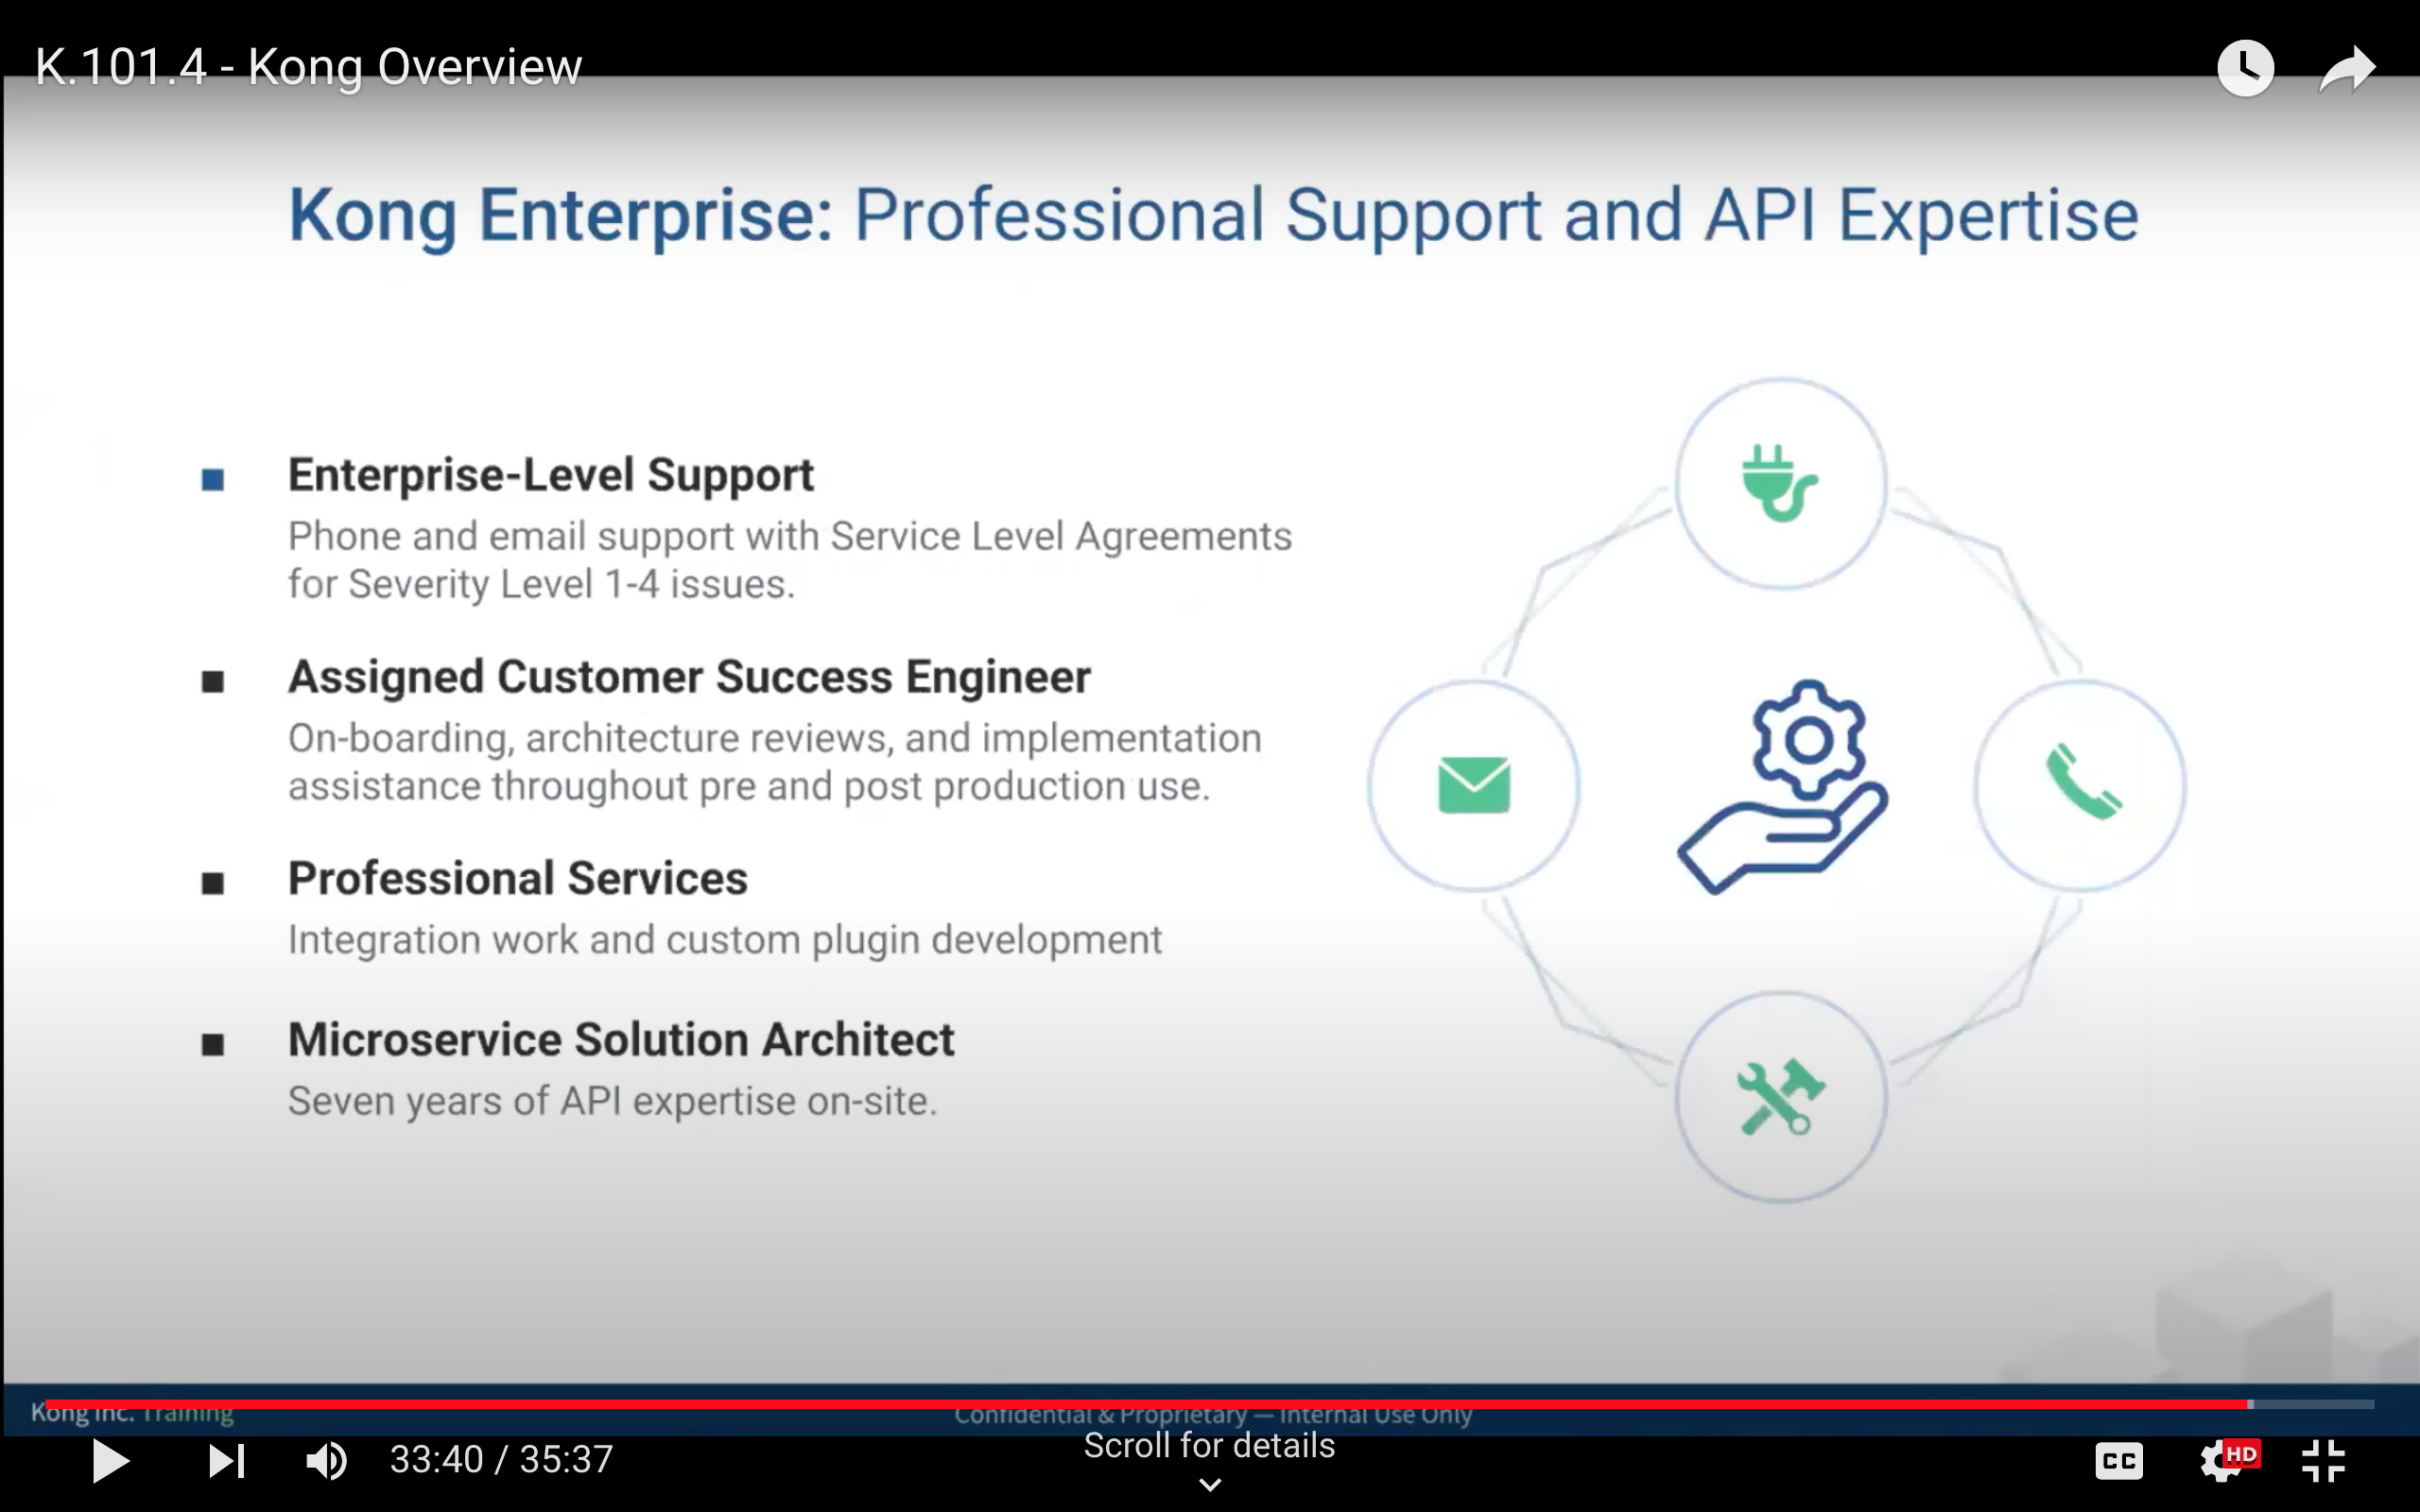 K.101.4 - Kong Overview
Kong Enterprise: Professional Support and API Expertise
Enterprise-Level Support
Phone and email support with Service Level Agreements
for Severity Level 1-4 issues.
Assigned Customer Success Engineer
On-boarding, architecture reviews, and implementation
assistance throughout pre and post production use.
Professional Services
Integration work and custom plugin development
Microservice Solution Architect
Seven years of API expertise on-site.
Kong Inc. Training
Confidential & Proprietary — Internal Use Only
Scroll for details
33:40 / 35:37
CC
HD